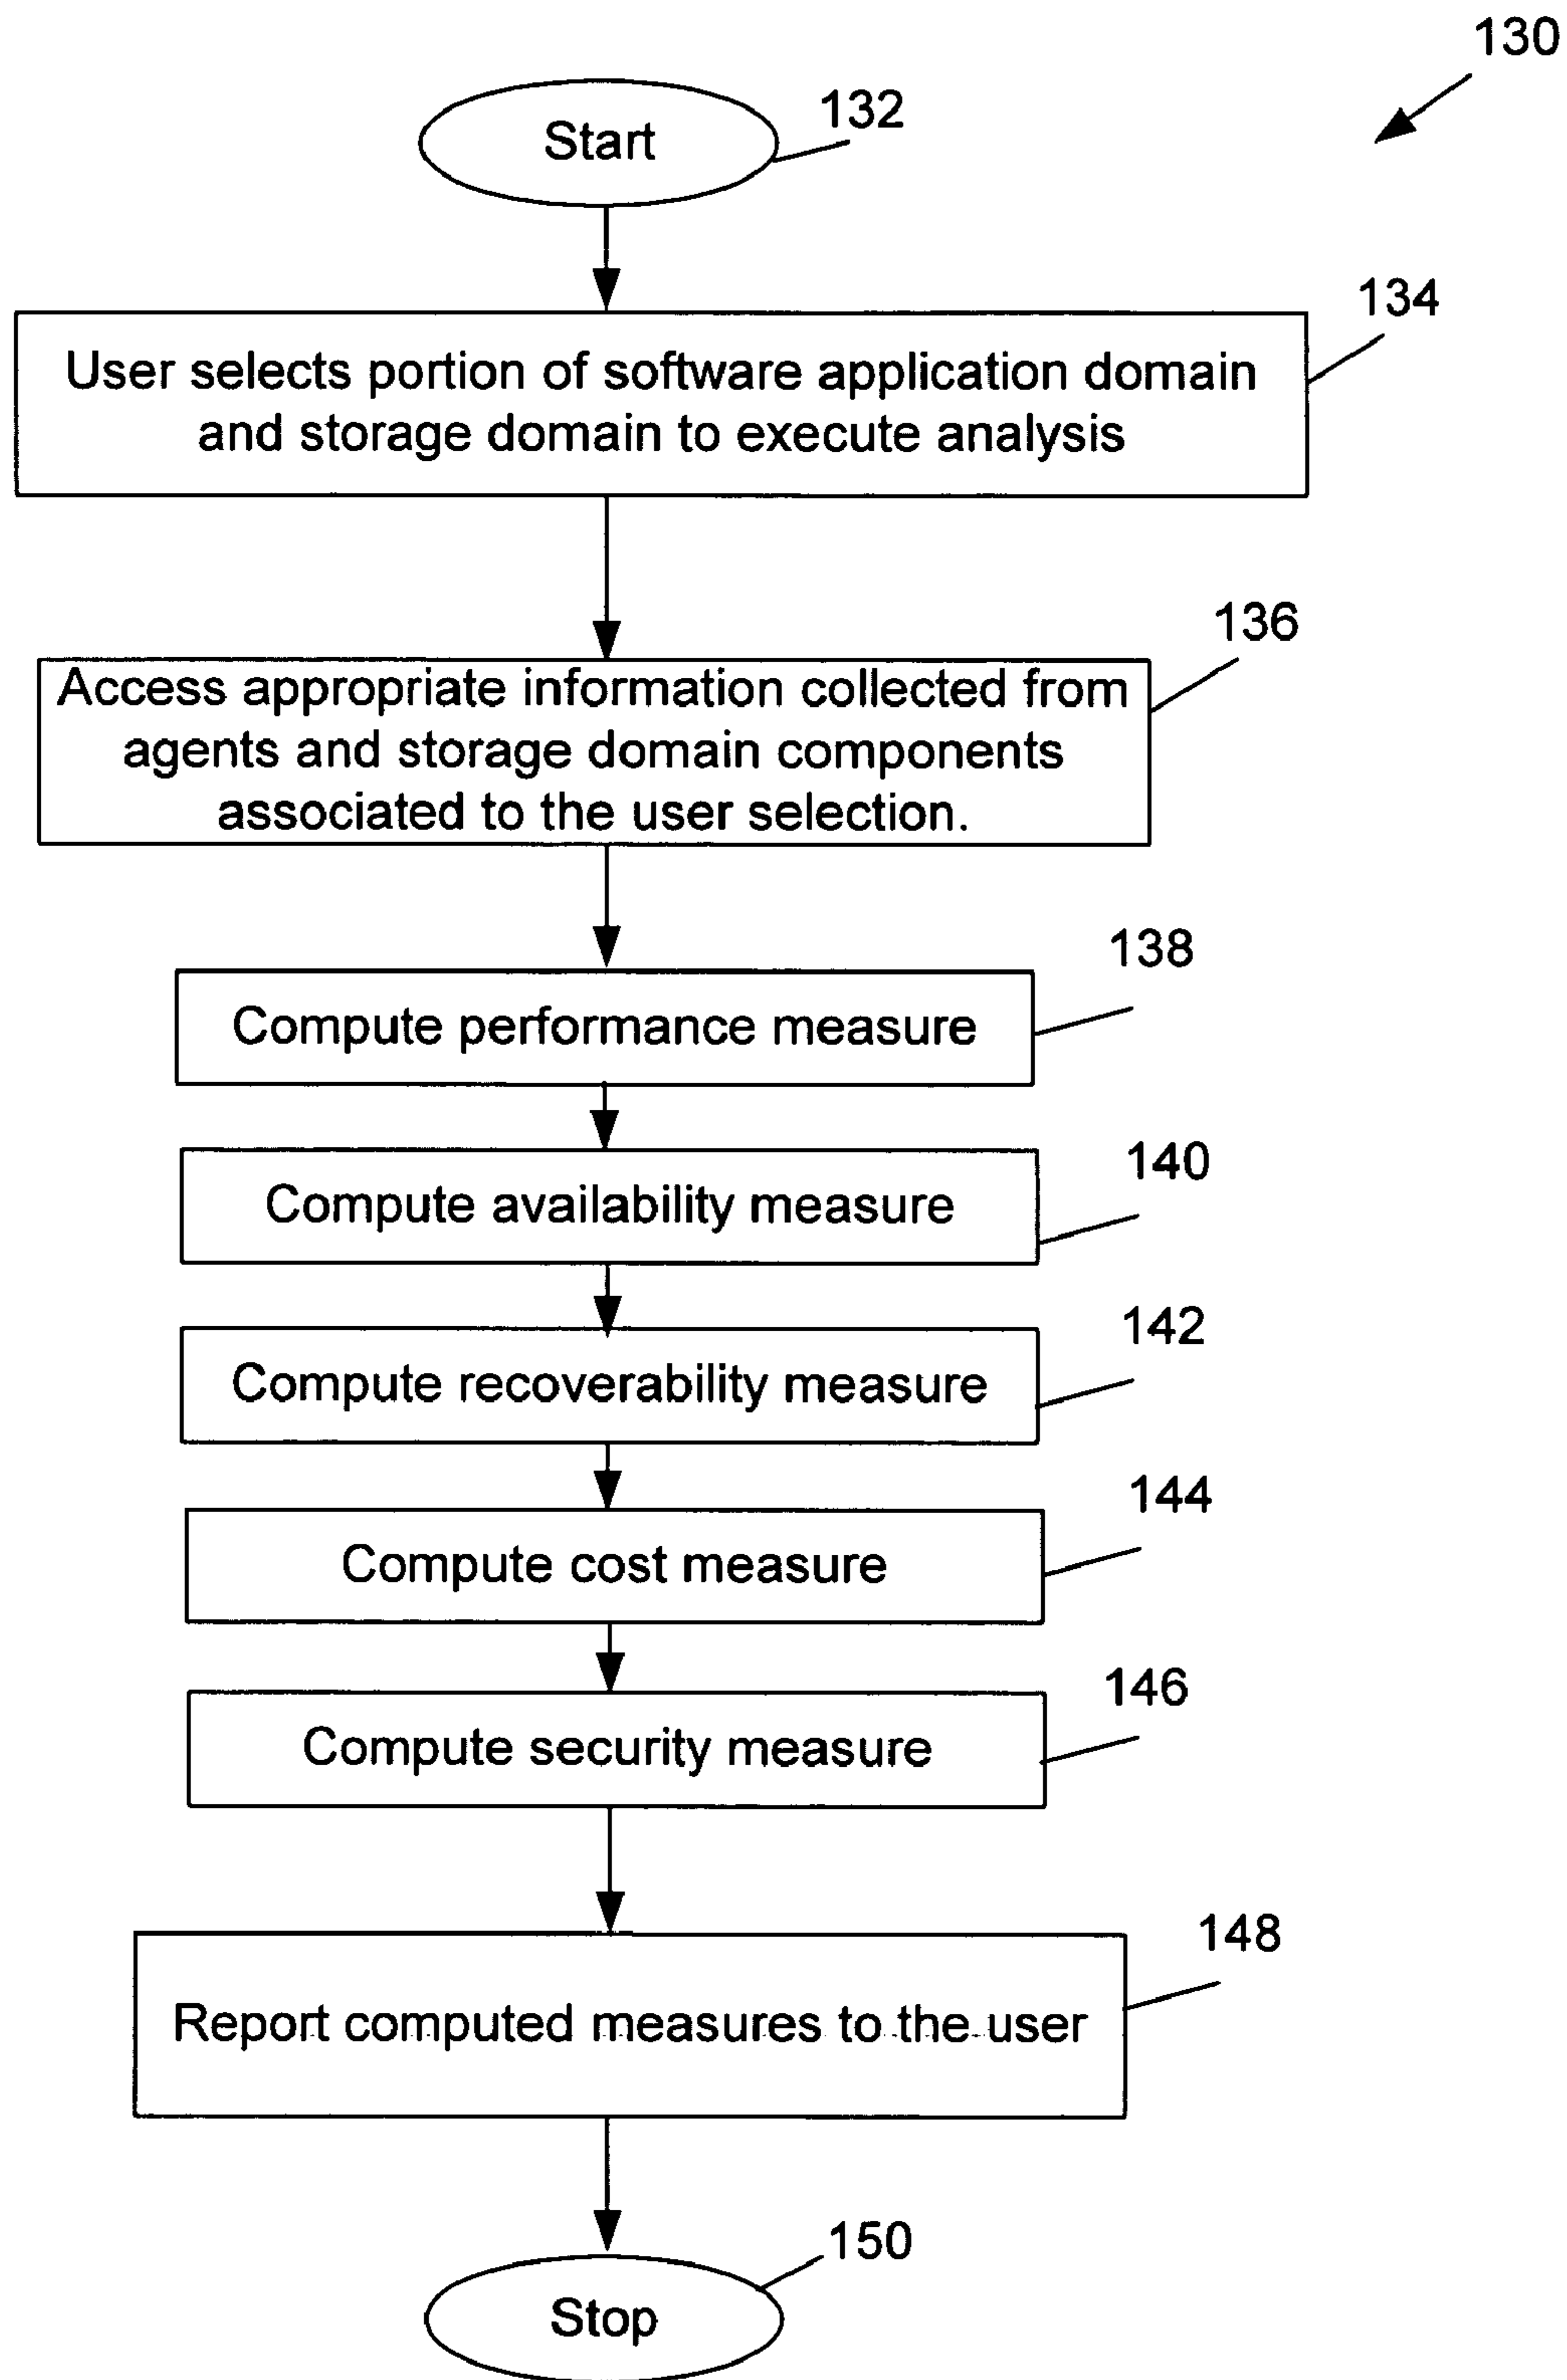 130
Start
132
134
User selects portion of software application domain
and storage domain to execute analysis
136
Access appropriate information collected from
agents and storage domain components
associated to the user selection.
138
Compute performance measure
140
Compute availability measure
142
Compute recoverability measure
144
Compute cost measure
146
Compute security measure
148
Report computed measures to the user
150
Stop